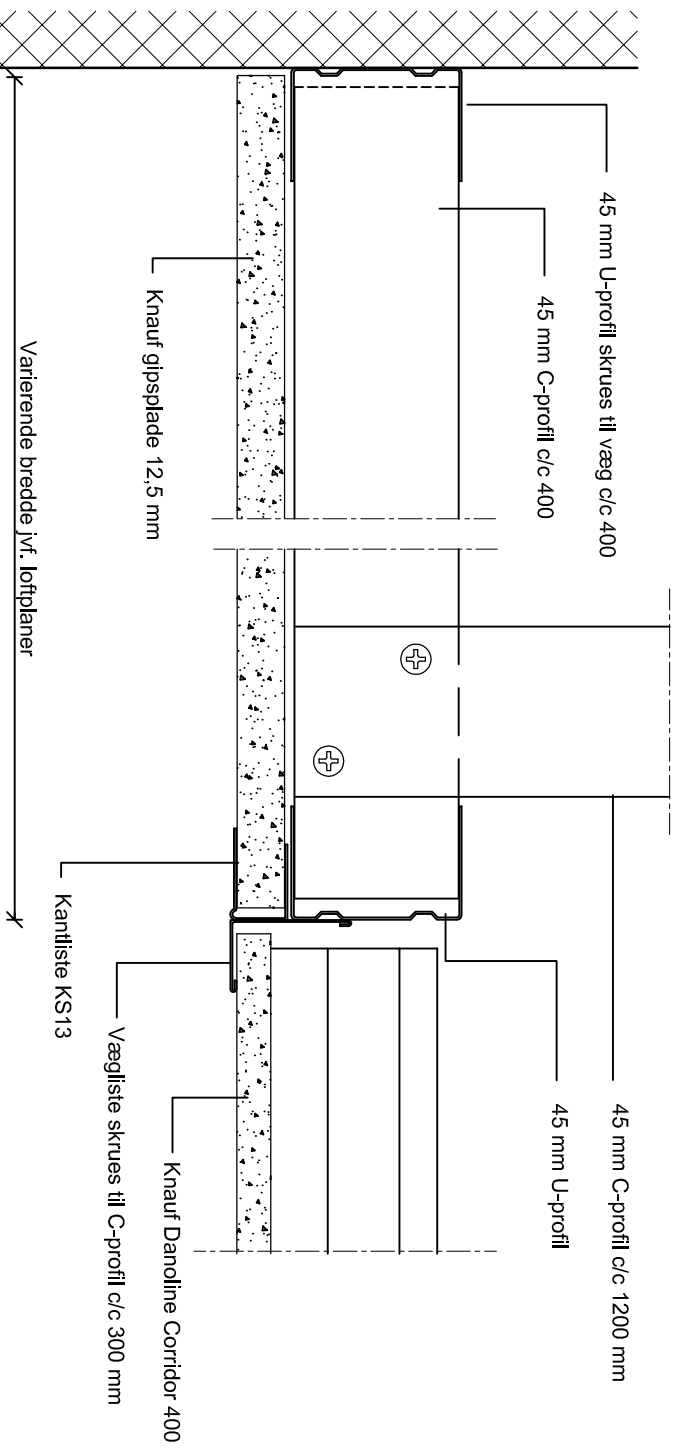 45 mm U-profil skrues til væg c/c 400
45 mm C-profil c/c 400
Knauf gipsplade 12,5 mm
Varierende bredde jvf. loftplaner
45 mm C-profil c/c 1200 mm
45 mm U-profil
Knauf Danoline Corridor 400
Vægliste skrues til C-profil c/c 300 mm
Kantliste KS13